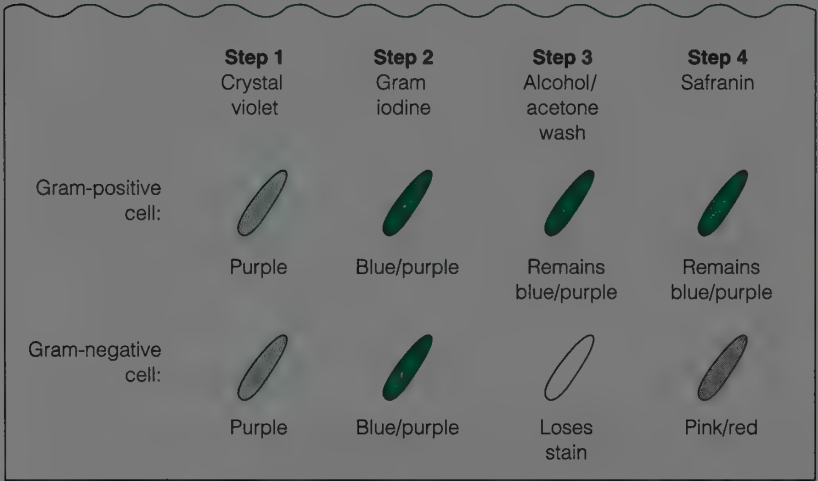 Step 1 Step 2 Step 3 Step 4
Crystal Gram Alcohol/ Safranin
violet iodine acetone
wash
Gram-positive
cell:
Purple Blue/purple Remains Remains
blue/purple blue/purple
Gram-negative
cell:
Purple Blue/purple Loses Pink/red
stain